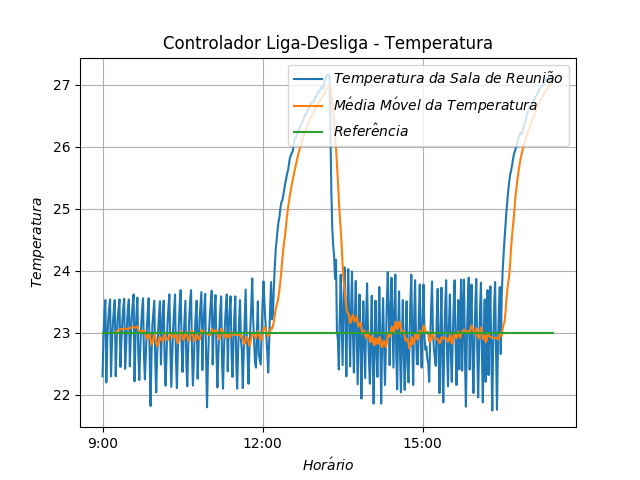 Controlador Liga-Desliga - Temperatura
Temperatura da Sala de Reunião
Média Móvel da Temperatura
Referência
Temperatura
27
26
25
24
23
22
9:00 12:00 15:00
Horário